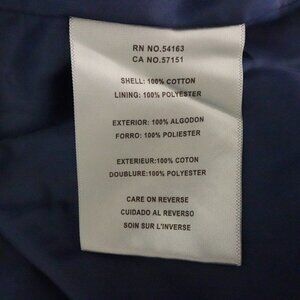 RN NO.54163
CA NO.57151
SHELL: 100% COTTON
LINING: 100% POLYESTER
EXTERIOR: 100% ALGODON
FORRO: 100% POLIESTER
EXTERIEUR:100% COTON
DOUBLURE:100% POLYESTER
CARE ON REVERSE
CUIDADO AL REVERSO
SOIN SUR L'INVERSE